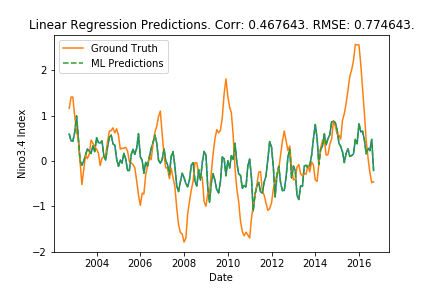 Linear Regression Predictions. Corr: 0.467643. RMSE: 0.774643.
Ground Truth
ML Predictions
Nino3.4 Index
2
1
0
−1
−2
2004 2006 2008 2010 2012 2014 2016
Date